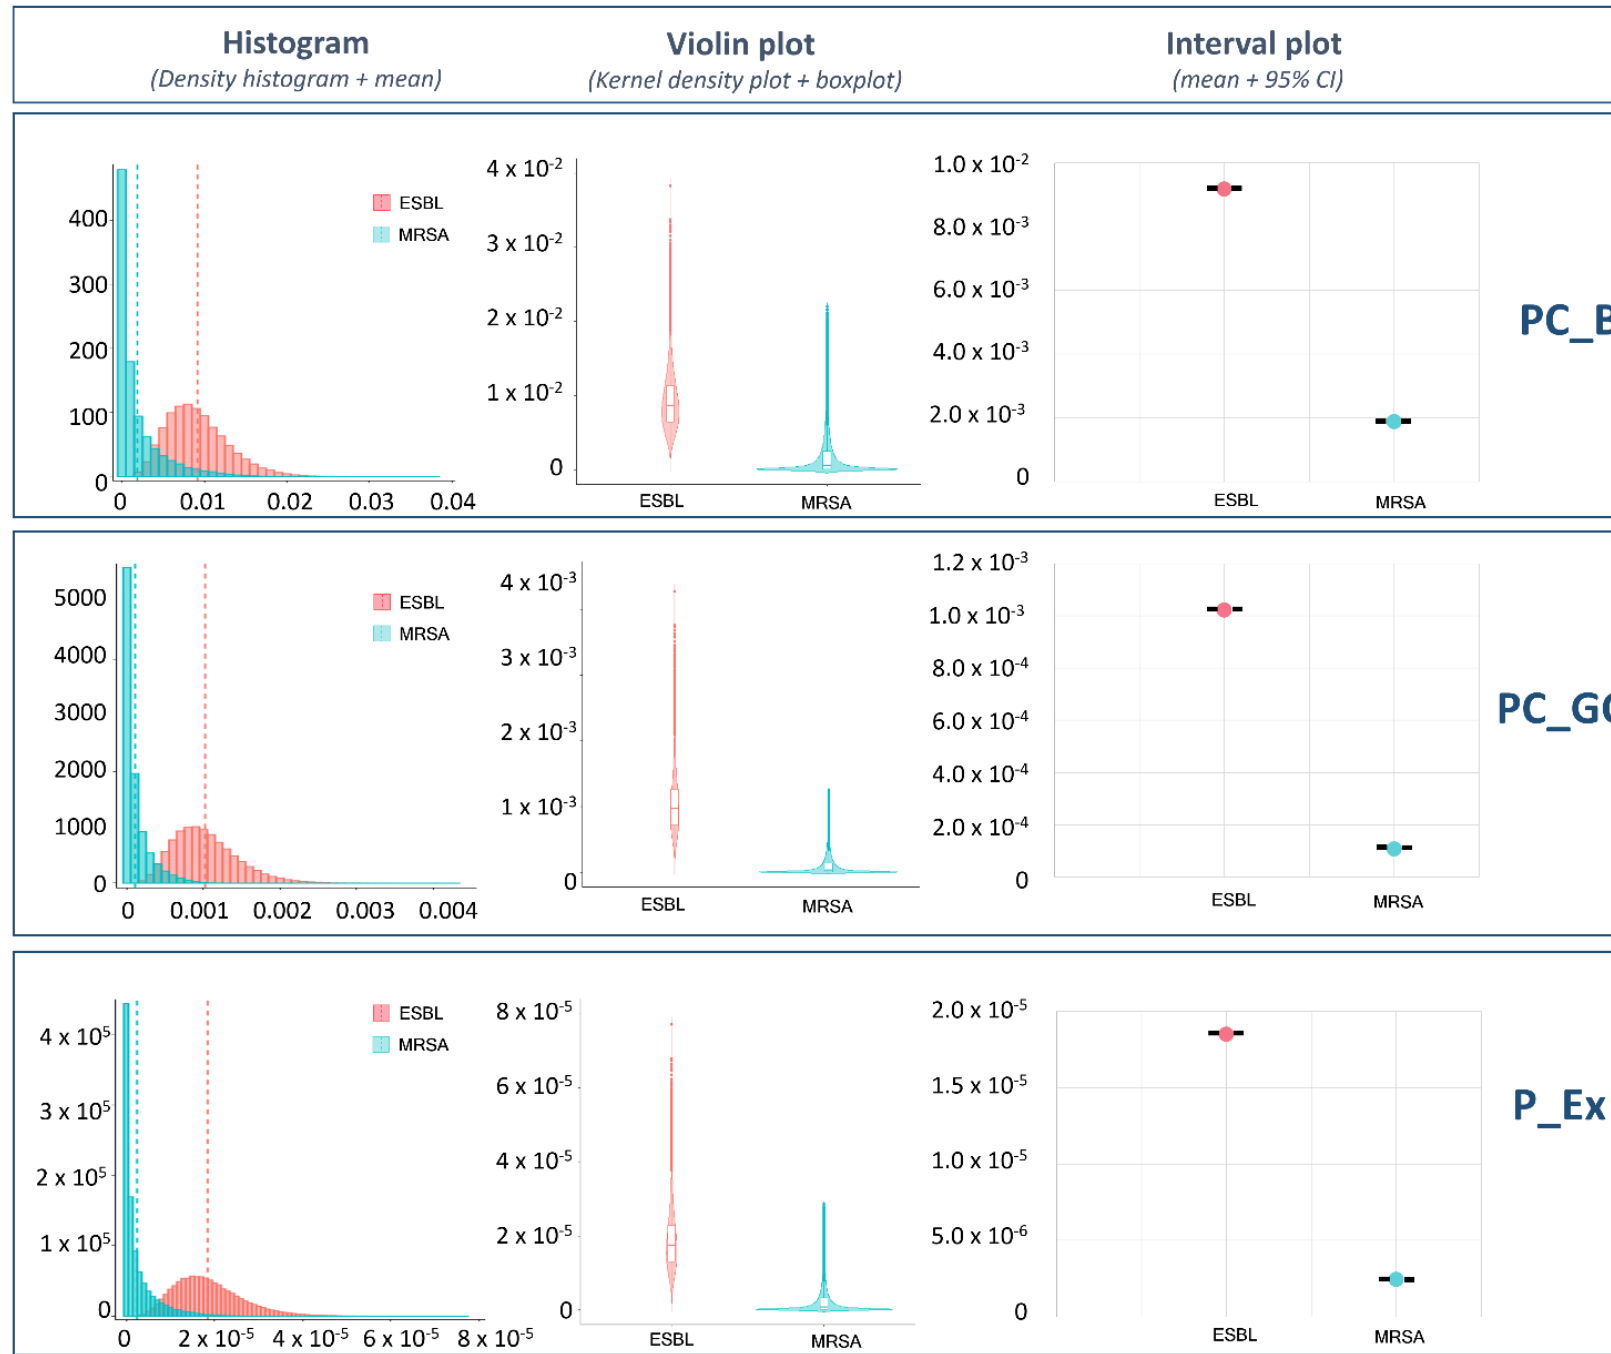 Histogram
(Density histogram + mean)
Violin plot
(Kernel density plot + boxplot)
Interval plot
(mean + 95% CI)
400
300
200
100
0
0 0.01 0.02 0.03 0.04
ESBL
MRSA
4 x 10⁻²
3 x 10⁻²
2 x 10⁻²
1 x 10⁻²
0
ESBL MRSA
1.0 x 10⁻²
8.0 x 10⁻³
6.0 x 10⁻³
4.0 x 10⁻³
2.0 x 10⁻³
0
ESBL MRSA
PC_B
5000
4000
3000
2000
1000
0
0 0.001 0.002 0.003 0.004
ESBL
MRSA
4 x 10⁻³
3 x 10⁻³
2 x 10⁻³
1 x 10⁻³
0
ESBL MRSA
1.2 x 10⁻³
1.0 x 10⁻³
8.0 x 10⁻⁴
6.0 x 10⁻⁴
4.0 x 10⁻⁴
2.0 x 10⁻⁴
0
ESBL MRSA
4 x 10⁵
3 x 10⁵
2 x 10⁵
1 x 10⁵
0
0 2 x 10⁻⁵ 4 x 10⁻⁵ 6 x 10⁻⁵ 8 x 10⁻⁵
ESBL
MRSA
8 x 10⁻⁵
6 x 10⁻⁵
4 x 10⁻⁵
2 x 10⁻⁵
0
ESBL MRSA
2.0 x 10⁻⁵
1.5 x 10⁻⁵
1.0 x 10⁻⁵
5.0 x 10⁻⁶
0
ESBL MRSA
P_Ex